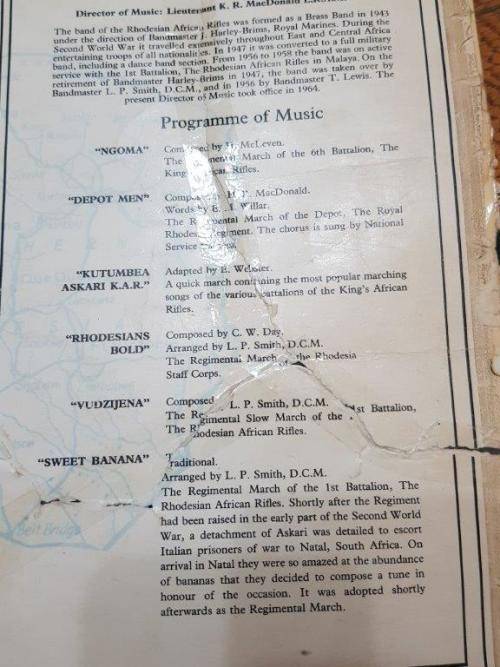 Director of Music: Lieutenant K. R. MacDonald
The band of the Rhodesian African Rifles was formed as a Brass Band in 1943
under the direction of Bandmaster J. Harley-Brims, Royal Marines. During the
Second World War it travelled extensively throughout East and Central Africa
entertaining troops of all nationalities. In 1947 it was converted to a full military
band, including a dance band section. From 1956 to 1958 the band was on active
service with the 1st Battalion, The Rhodesian African Rifles in Malaya. On the
retirement of Bandmaster Harley-Brims in 1947, the band was taken over by
Bandmaster L. P. Smith, D.C.M., and in 1956 by Bandmaster T. Lewis. The
present Director of Music took office in 1964.
Programme of Music
"NGOMA" Composed by McLeven.
The March of the 6th Battalion, The
King's African Rifles.
"DEPOT MEN" Composed MacDonald.
Words by Willar.
The Regimental March of the Depot, The Royal
Rhodesia Regiment. The chorus is sung by National
Service
"KUTUMBEA Adapted by E. Webster.
ASKARI K.A.R." A quick march containing the most popular marching
songs of the various battalions of the King's African
Rifles.
"RHODESIANS Composed by C. W. Day.
BOLD" Arranged by L. P. Smith, D.C.M.
The Regimental March the Rhodesia
Staff Corps.
"VUDZIJENA" Composed L. P. Smith, D.C.M.
The Regimental Slow March of the 1st Battalion,
The Rhodesian African Rifles.
"SWEET BANANA" Traditional.
Arranged by L. P. Smith, D.C.M.
The Regimental March of the 1st Battalion, The
Rhodesian African Rifles. Shortly after the Regiment
had been raised in the early part of the Second World
War, a detachment of Askari was detailed to escort
Italian prisoners of war to Natal, South Africa. On
arrival in Natal they were so amazed at the abundance
of bananas that they decided to compose a tune in
honour of the occasion. It was adopted shortly
afterwards as the Regimental March.
Beit Bridge